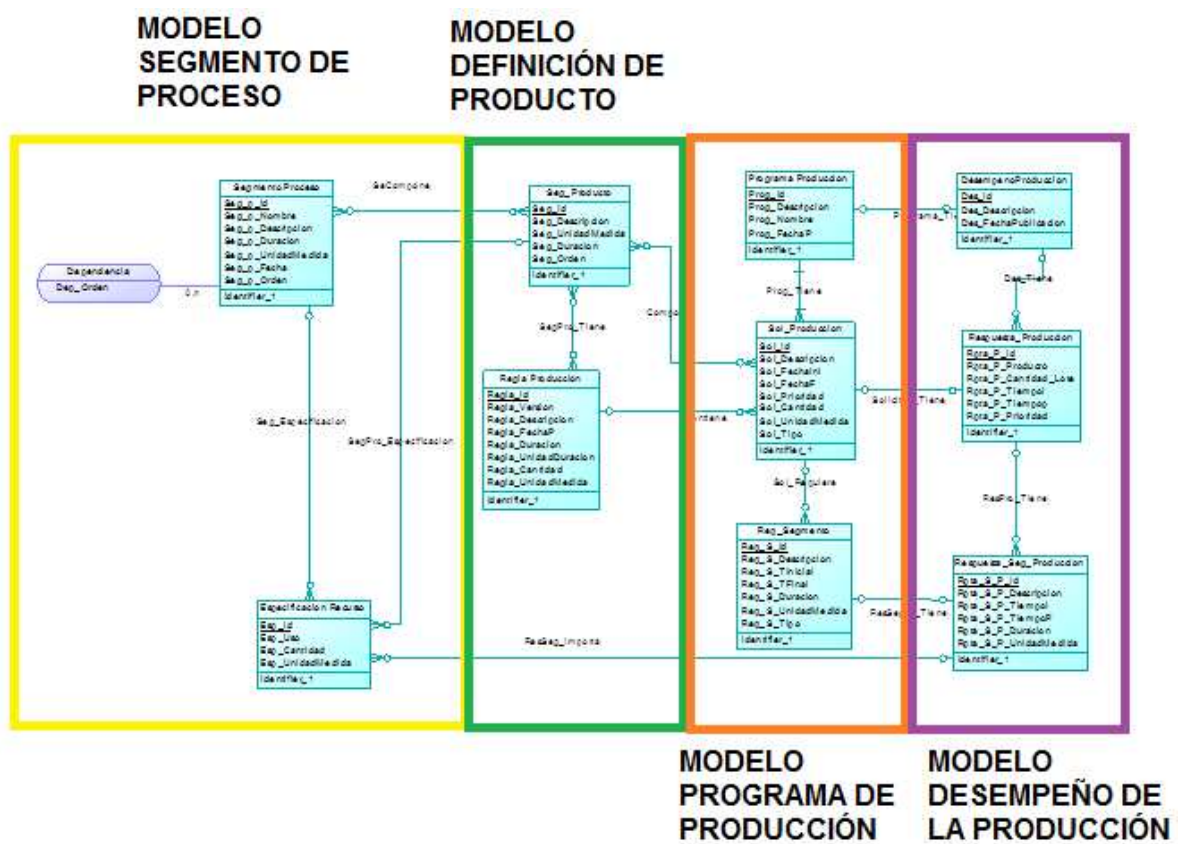 MODELO
SEGMENTO DE
PROCESO
MODELO
DEFINICIÓN DE
PRODUCTO
SegmentoProceso
Seg_p_Id
Seg_p_Nombre
Seg_p_Descripcion
Seg_p_Duracion
Seg_p_UnidadMedida
Seg_p_Fecha
Seg_p_Orden
Identifier_1
SeCompone
Dependencia
Dep_Orden
0,n
Seg_Especificacion
Especificacion Recurso
Esp_Id
Esp_Uso
Esp_Cantidad
Esp_UnidadMedida
Identifier_1
Seg_Producto
Seg_Id
Seg_Descripcion
Seg_UnidadMedida
Seg_Duracion
Seg_Orden
Identifier_1
SegPro_Tiene
SegPro_Especificacion
Regla Producción
Regla_Id
Regla_Version
Regla_Descripcion
Regla_FechaP
Regla_Duracion
Regla_UnidadDuracion
Regla_Cantidad
Regla_UnidadMedida
Identifier_1
ResSeg_Importa
Programa Produccion
Prog_Id
Prog_Descripcion
Prog_Nombre
Prog_FechaP
Identifier_1
Prog_Tiene
Sol_Produccion
Sol_Id
Sol_Descripcion
Sol_FechaIni
Sol_FechaF
Sol_Prioridad
Sol_Cantidad
Sol_UnidadMedida
Sol_Tipo
Identifier_1
Sol_Requiere
Req_Segmento
Req_S_Id
Req_S_Descripcion
Req_S_TInicial
Req_S_TFinal
Req_S_Duracion
Req_S_UnidadMedida
Req_S_Tipo
Identifier_1
DesempenoProduccion
Des_Id
Des_Descripcion
Des_FechaPublicacion
Identifier_1
Des_Tiene
Respuesta_Produccion
Rpta_P_Id
Rpta_P_Producto
Rpta_P_Cantidad_Lote
Rpta_P_TiempoI
Rpta_P_Prioridad
Identifier_1
ResPro_Tiene
Respuesta_Seg_Produccion
Rpta_S_P_Id
Rpta_S_P_Descripcion
Rpta_S_P_TiempoI
Rpta_S_P_TiempoF
Rpta_S_P_Duracion
Rpta_S_P_UnidadMedida
Identifier_1
MODELO
PROGRAMA DE
PRODUCCIÓN
MODELO
DESEMPEÑO DE
LA PRODUCCIÓN